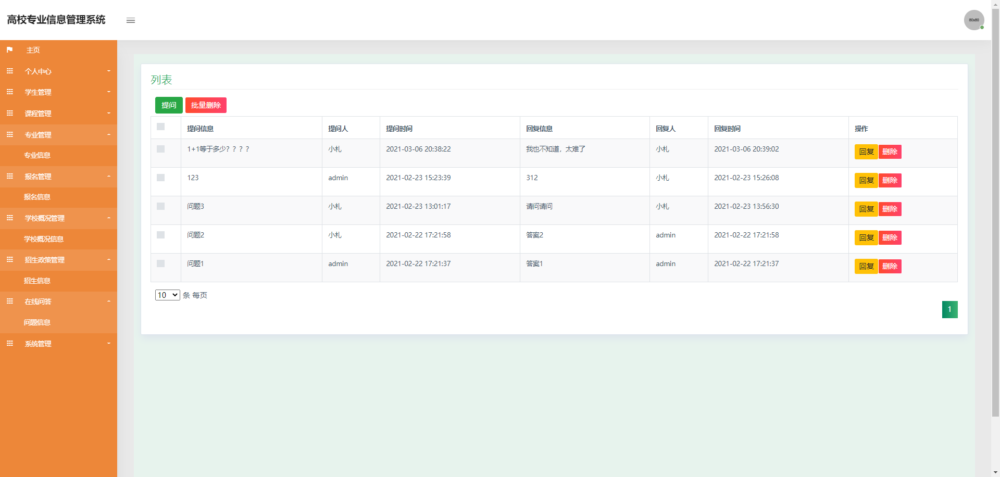 高校专业信息管理系统
80x80
主页
个人中心
学生管理
课程管理
专业管理
专业信息
报名管理
报名信息
学校概况管理
学校概况信息
招生政策管理
招生信息
在线问答
问题信息
系统管理
列表
提问 批量删除
提问信息 提问人 提问时间 回复信息 回复人 回复时间 操作
1+1等于多少？？？？ 小札 2021-03-06 20:38:22 我也不知道，太难了 小札 2021-03-06 20:39:02 回复 删除
123 admin 2021-02-23 15:23:39 312 小札 2021-02-23 15:26:08 回复 删除
问题3 小札 2021-02-23 13:01:17 请问请问 小札 2021-02-23 13:56:30 回复 删除
问题2 小札 2021-02-22 17:21:58 答案2 admin 2021-02-22 17:21:58 回复 删除
问题1 admin 2021-02-22 17:21:37 答案1 admin 2021-02-22 17:21:37 回复 删除
10 条 每页
1